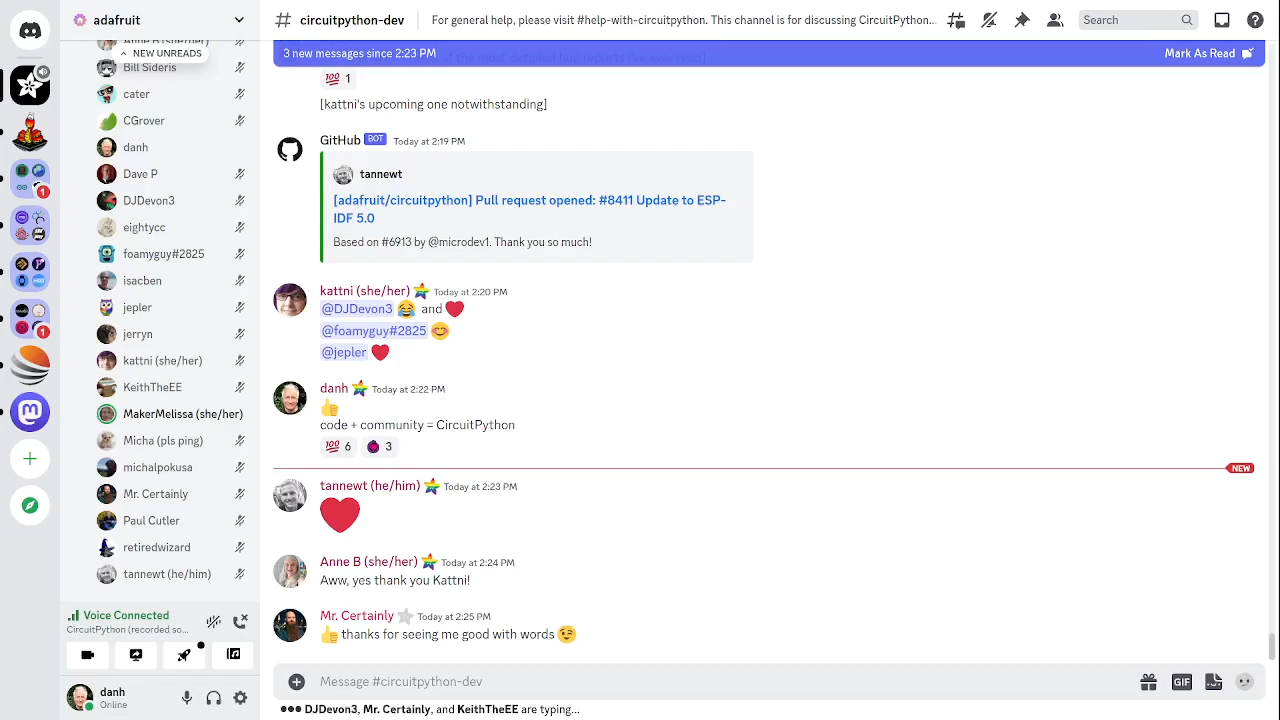 adafruit
circuitpython-dev
For general help, please visit #help-with-circuitpython. This channel is for discussing CircuitPython...
Search
NEW UNREADS
Bill Sideris
cater
CGrover
danh
Dave P
DJDevon3
eightycc
foamyguy#2825
isacben
jepler
jerryn
kattni (she/her)
KeithTheEE
MakerMelissa (she/her)
Micha (pls ping)
michalpokusa
Mr. Certainly
Paul Cutler
retiredwizard
tannewt (he/him)
Voice Connected
CircuitPython (recorded so...
danh
Online
1
1
3 new messages since 2:23 PM
Mark As Read
100 1
[kattni's upcoming one notwithstanding]
GitHub BOT Today at 2:19 PM
tannewt
[adafruit/circuitpython] Pull request opened: #8411 Update to ESP-
IDF 5.0
Based on #6913 by @microdev1. Thank you so much!
kattni (she/her) Today at 2:20 PM
@DJDevon3 😂 and ❤️
@foamyguy#2825 😊
@jepler ❤️
danh Today at 2:22 PM
👍
code + community = CircuitPython
100 6 3
NEW
tannewt (he/him) Today at 2:23 PM
❤️
Anne B (she/her) Today at 2:24 PM
Aww, yes thank you Kattni!
Mr. Certainly Today at 2:25 PM
👍 thanks for seeing me good with words 😉
Message #circuitpython-dev
GIF
DJDevon3, Mr. Certainly, and KeithTheEE are typing...